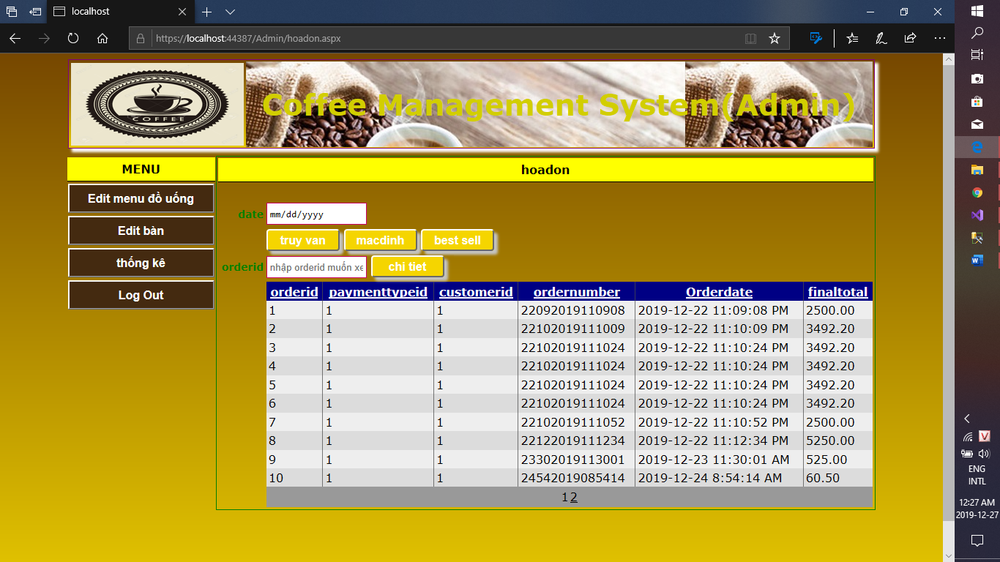 localhost
https://localhost:44387/Admin/hoadon.aspx
COFFEE
Coffee Management System(Admin)
MENU
Edit menu đồ uống
Edit bàn
thống kê
Log Out
hoadon
date mm/dd/yyyy
truy van macdinh best sell
orderid nhập orderid muốn xe chi tiet
orderid paymenttypeid customerid ordernumber Orderdate finaltotal
1 1 1 22092019110908 2019-12-22 11:09:08 PM 2500.00
2 1 1 22102019111009 2019-12-22 11:10:09 PM 3492.20
3 1 1 22102019111024 2019-12-22 11:10:24 PM 3492.20
4 1 1 22102019111024 2019-12-22 11:10:24 PM 3492.20
5 1 1 22102019111024 2019-12-22 11:10:24 PM 3492.20
6 1 1 22102019111024 2019-12-22 11:10:24 PM 3492.20
7 1 1 22102019111052 2019-12-22 11:10:52 PM 2500.00
8 1 1 22122019111234 2019-12-22 11:12:34 PM 5250.00
9 1 1 23302019113001 2019-12-23 11:30:01 AM 525.00
10 1 1 24542019085414 2019-12-24 8:54:14 AM 60.50
1 2
V
ENG
INTL
12:27 AM
2019-12-27